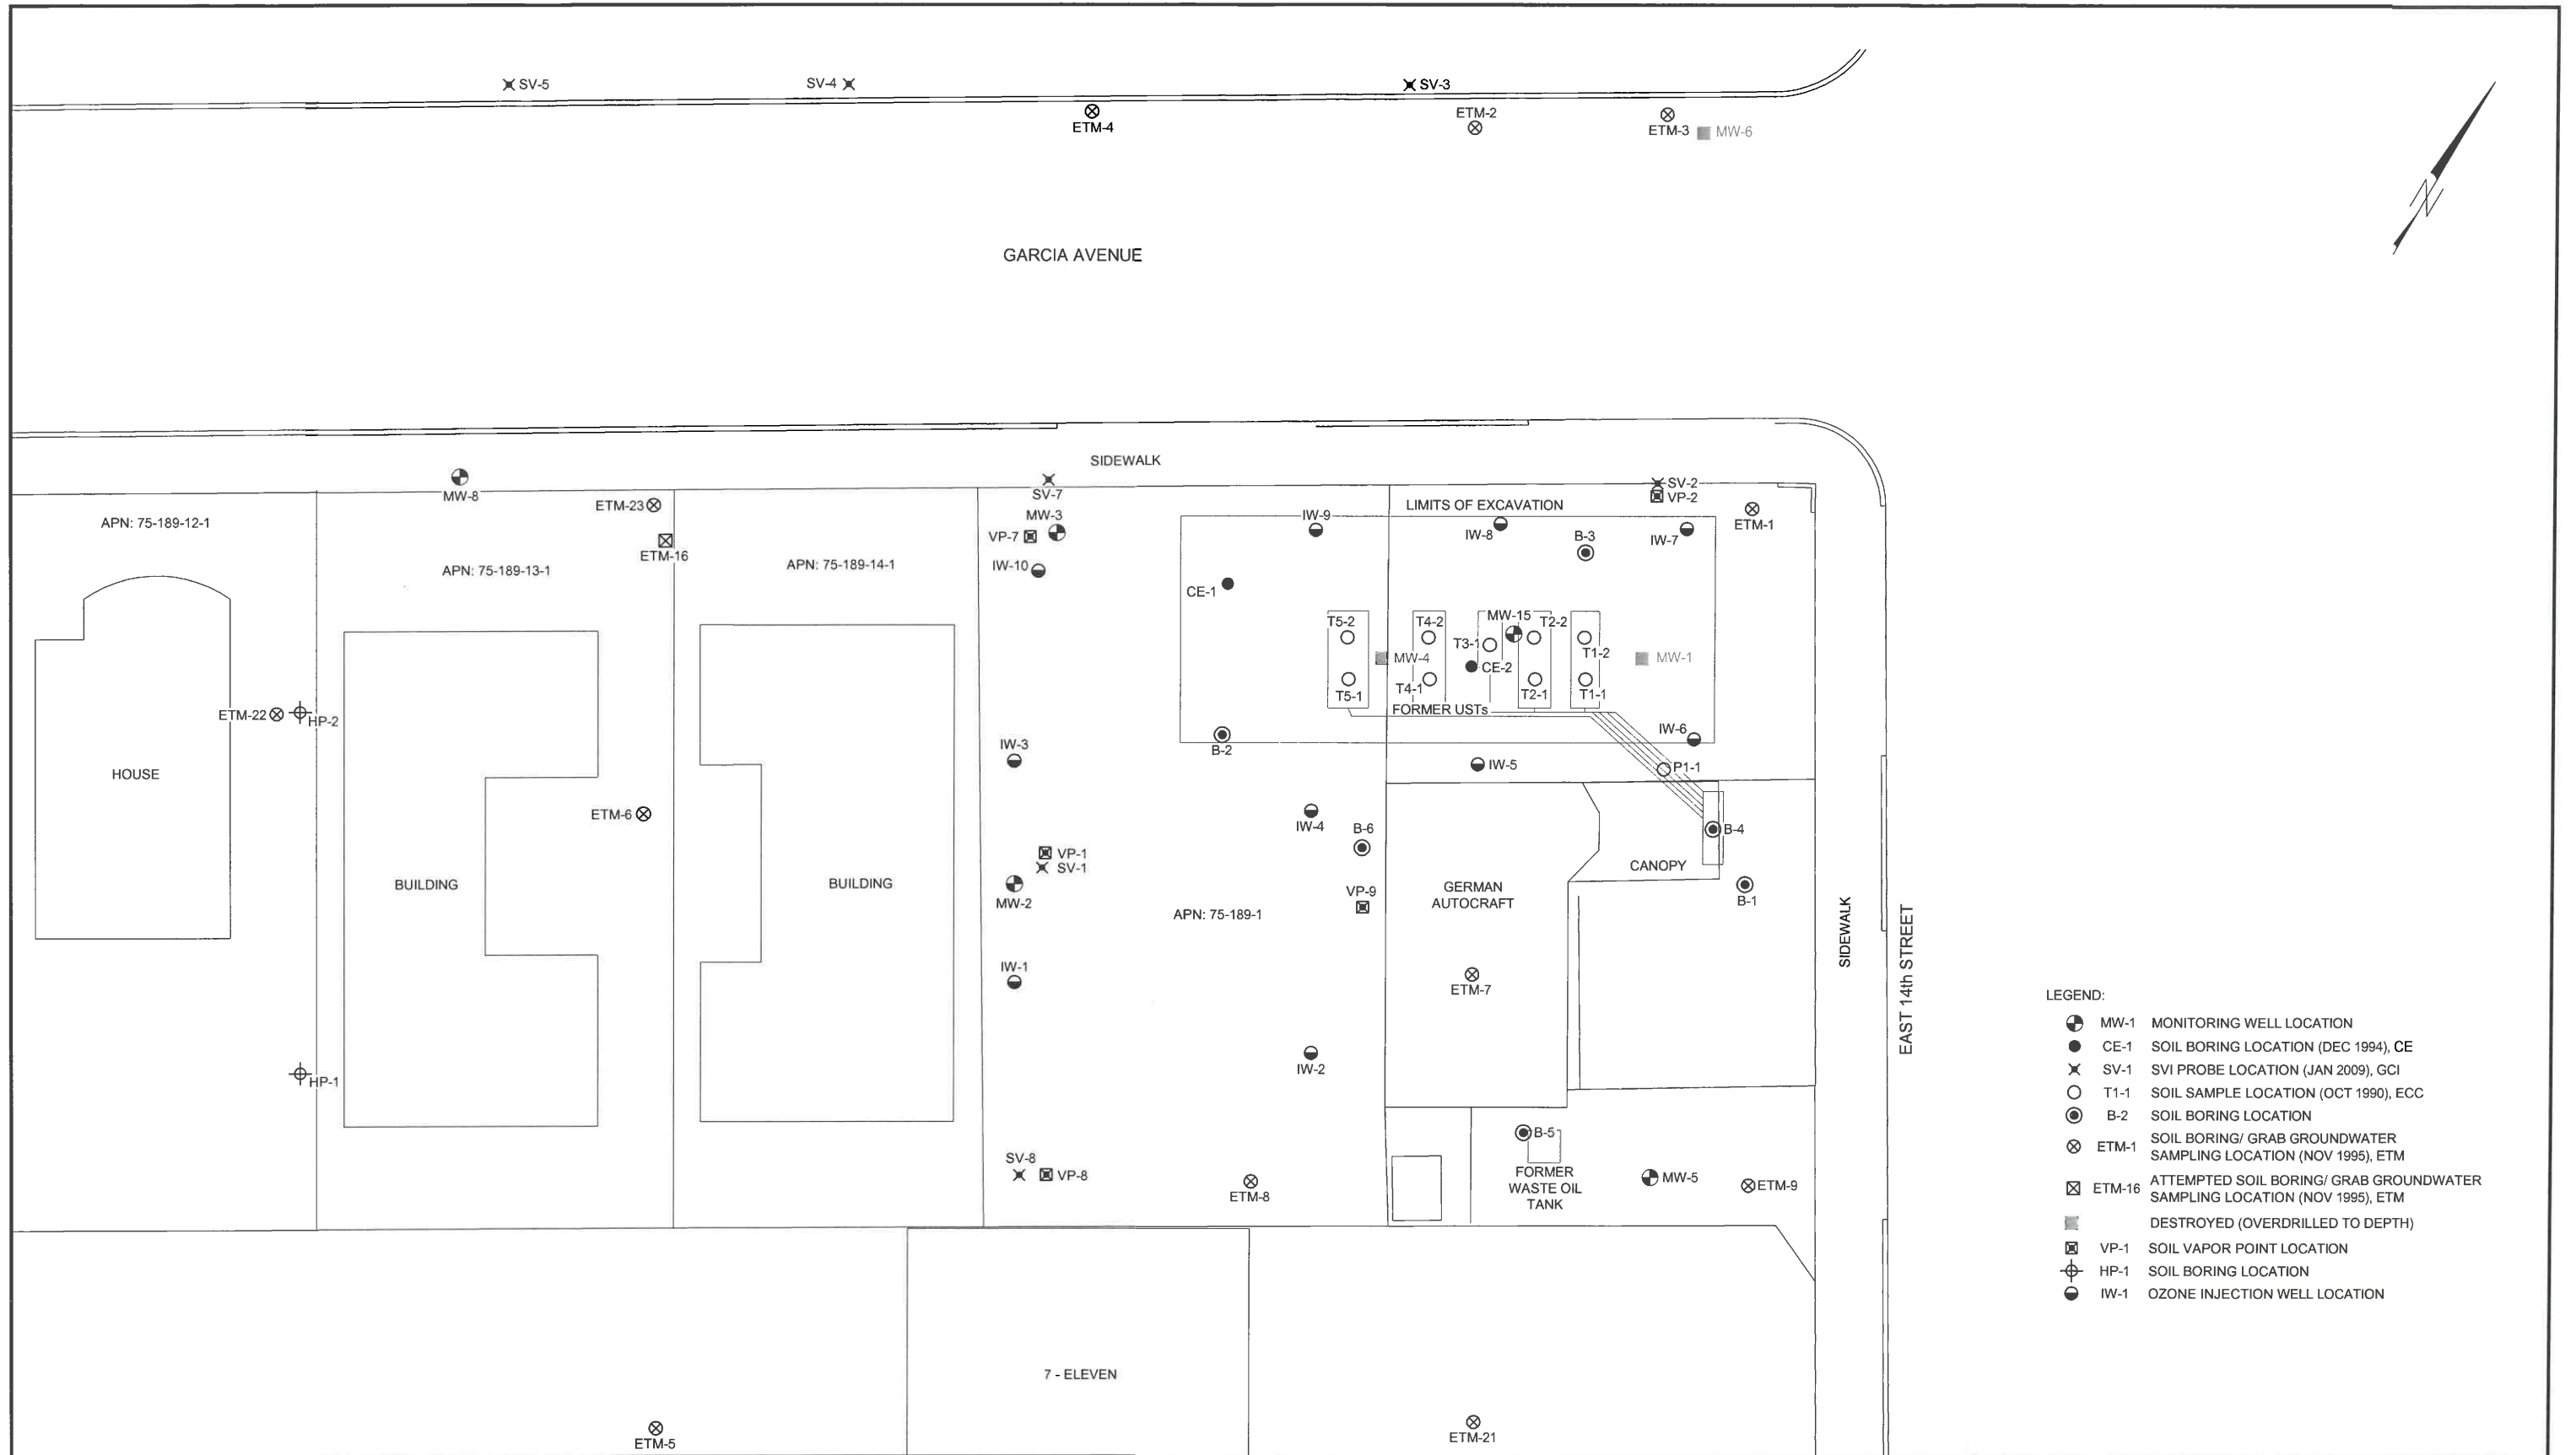 SV-5
SV-4
SV-3
ETM-4
ETM-2
ETM-3
MW-6
N
GARCIA AVENUE
SIDEWALK
MW-8
ETM-23
ETM-16
SV-7
MW-3
VP-7
IW-10
SV-2
VP-2
ETM-1
LIMITS OF EXCAVATION
IW-9
IW-8
B-3
IW-7
APN: 75-189-12-1
APN: 75-189-13-1
APN: 75-189-14-1
CE-1
T5-2
T4-2
MW-15
T2-2
T3-1
T1-2
MW-4
CE-2
MW-1
T5-1
T4-1
T2-1
T1-1
FORMER USTs
ETM-22
HP-2
B-2
IW-6
IW-3
IW-5
P1-1
HOUSE
ETM-6
IW-4
B-6
B-4
VP-1
SV-1
CANOPY
BUILDING
BUILDING
MW-2
VP-9
GERMAN
AUTOCRAFT
B-1
APN: 75-189-1
SIDEWALK
EAST 14th STREET
IW-1
ETM-7
HP-1
IW-2
B-5
SV-8
VP-8
ETM-8
FORMER
WASTE OIL
TANK
MW-5
ETM-9
7 - ELEVEN
ETM-5
ETM-21
LEGEND:
MW-1 MONITORING WELL LOCATION
CE-1 SOIL BORING LOCATION (DEC 1994), CE
SV-1 SVI PROBE LOCATION (JAN 2009), GCI
T1-1 SOIL SAMPLE LOCATION (OCT 1990), ECC
B-2 SOIL BORING LOCATION
ETM-1 SOIL BORING/ GRAB GROUNDWATER
SAMPLING LOCATION (NOV 1995), ETM
ETM-16 ATTEMPTED SOIL BORING/ GRAB GROUNDWATER
SAMPLING LOCATION (NOV 1995), ETM
DESTROYED (OVERDRILLED TO DEPTH)
VP-1 SOIL VAPOR POINT LOCATION
HP-1 SOIL BORING LOCATION
IW-1 OZONE INJECTION WELL LOCATION